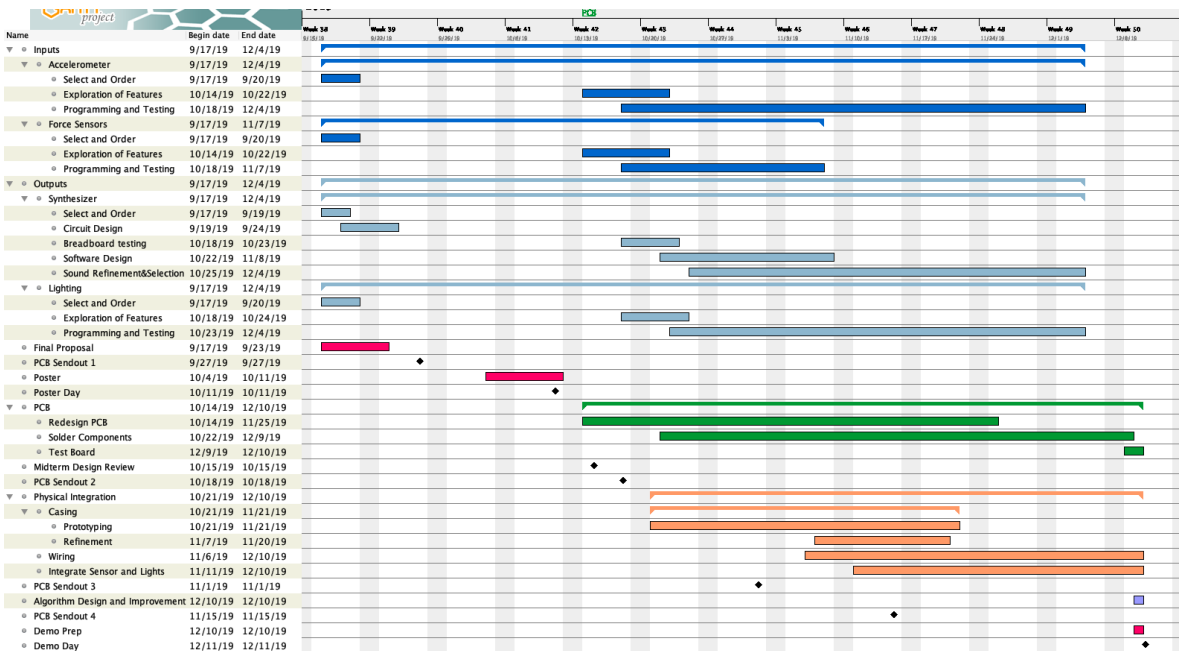 project
PCB
Name Begin date End date
Week 38 Week 39 Week 40 Week 41 Week 42 Week 43 Week 44 Week 45 Week 46 Week 47 Week 48 Week 49 Week 50
Inputs 9/17/19 12/4/19
Accelerometer 9/17/19 12/4/19
Select and Order 9/17/19 9/20/19
Exploration of Features 10/14/19 10/22/19
Programming and Testing 10/18/19 12/4/19
Force Sensors 9/17/19 11/7/19
Select and Order 9/17/19 9/20/19
Exploration of Features 10/14/19 10/22/19
Programming and Testing 10/18/19 11/7/19
Outputs 9/17/19 12/4/19
Synthesizer 9/17/19 12/4/19
Select and Order 9/17/19 9/19/19
Circuit Design 9/19/19 9/24/19
Breadboard testing 10/18/19 10/23/19
Software Design 10/22/19 11/8/19
Sound Refinement&Selection 10/25/19 12/4/19
Lighting 9/17/19 12/4/19
Select and Order 9/17/19 9/20/19
Exploration of Features 10/18/19 10/24/19
Programming and Testing 10/23/19 12/4/19
Final Proposal 9/17/19 9/23/19
PCB Sendout 1 9/27/19 9/27/19
Poster 10/4/19 10/11/19
Poster Day 10/11/19 10/11/19
PCB 10/14/19 12/10/19
Redesign PCB 10/14/19 11/25/19
Solder Components 10/22/19 12/9/19
Test Board 12/9/19 12/10/19
Midterm Design Review 10/15/19 10/15/19
PCB Sendout 2 10/18/19 10/18/19
Physical Integration 10/21/19 12/10/19
Casing 10/21/19 11/21/19
Prototyping 10/21/19 11/21/19
Refinement 11/7/19 11/20/19
Wiring 11/6/19 12/10/19
Integrate Sensor and Lights 11/11/19 12/10/19
PCB Sendout 3 11/1/19 11/1/19
Algorithm Design and Improvement 12/10/19 12/10/19
PCB Sendout 4 11/15/19 11/15/19
Demo Prep 12/10/19 12/10/19
Demo Day 12/11/19 12/11/19